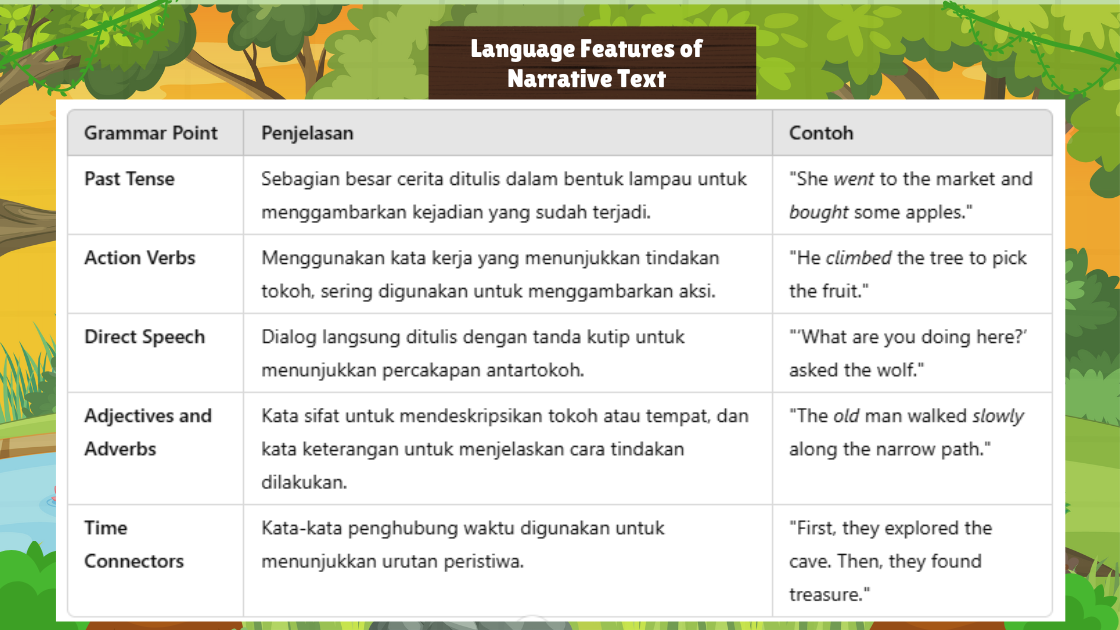 Language Features of
Narrative Text
Grammar Point
Penjelasan
Contoh
Past Tense
Sebagian besar cerita ditulis dalam bentuk lampau untuk
menggambarkan kejadian yang sudah terjadi.
"She went to the market and
bought some apples."
Action Verbs
Menggunakan kata kerja yang menunjukkan tindakan
tokoh, sering digunakan untuk menggambarkan aksi.
"He climbed the tree to pick
the fruit."
Direct Speech
Dialog langsung ditulis dengan tanda kutip untuk
menunjukkan percakapan antartokoh.
"'What are you doing here?'
asked the wolf."
Adjectives and
Adverbs
Kata sifat untuk mendeskripsikan tokoh atau tempat, dan
kata keterangan untuk menjelaskan cara tindakan
dilakukan.
"The old man walked slowly
along the narrow path."
Time
Connectors
Kata-kata penghubung waktu digunakan untuk
menunjukkan urutan peristiwa.
"First, they explored the
cave. Then, they found
treasure."